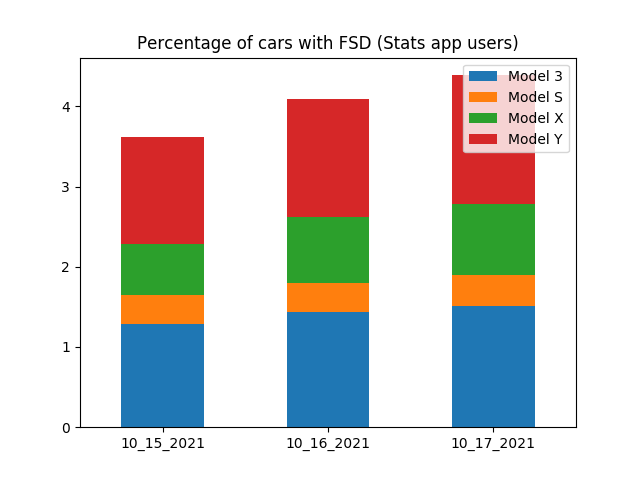 Percentage of cars with FSD (Stats app users)
Model 3
Model S
Model X
Model Y
4
3
2
1
0
10_15_2021
10_16_2021
10_17_2021